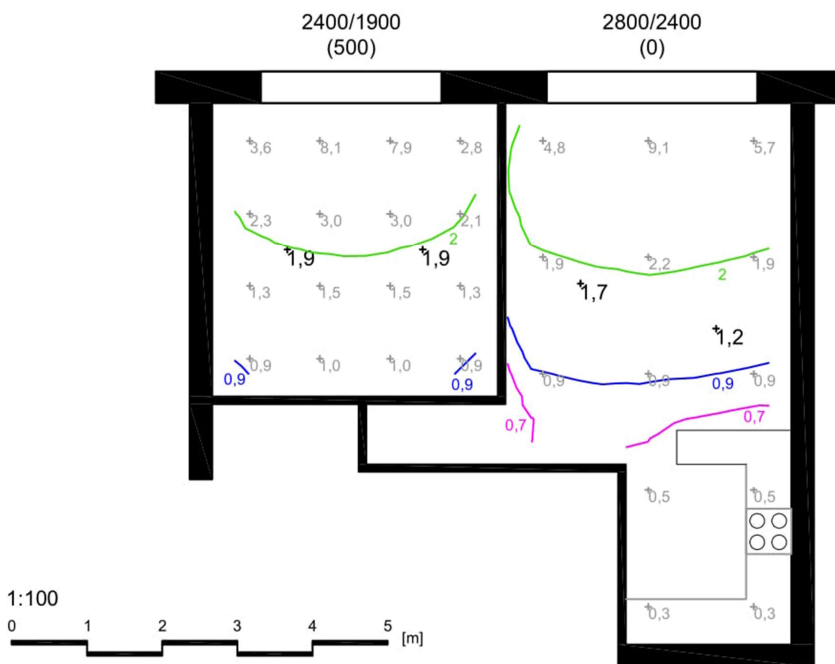 2400/1900
(500)
2800/2400
(0)
3,6 8,1 7,9 2,8 4,8 9,1 5,7
2,3 3,0 3,0 2,1
2
1,9 1,9 1,9 2,2 1,9
2
1,3 1,5 1,5 1,3 1,7
1,2
0,9 1,0 1,0 0,9 0,9 0,9 0,9
0,9 0,9 0,9
0,7 0,7
0,5 0,5
1:100
0,3 0,3
0 1 2 3 4 5 [m]